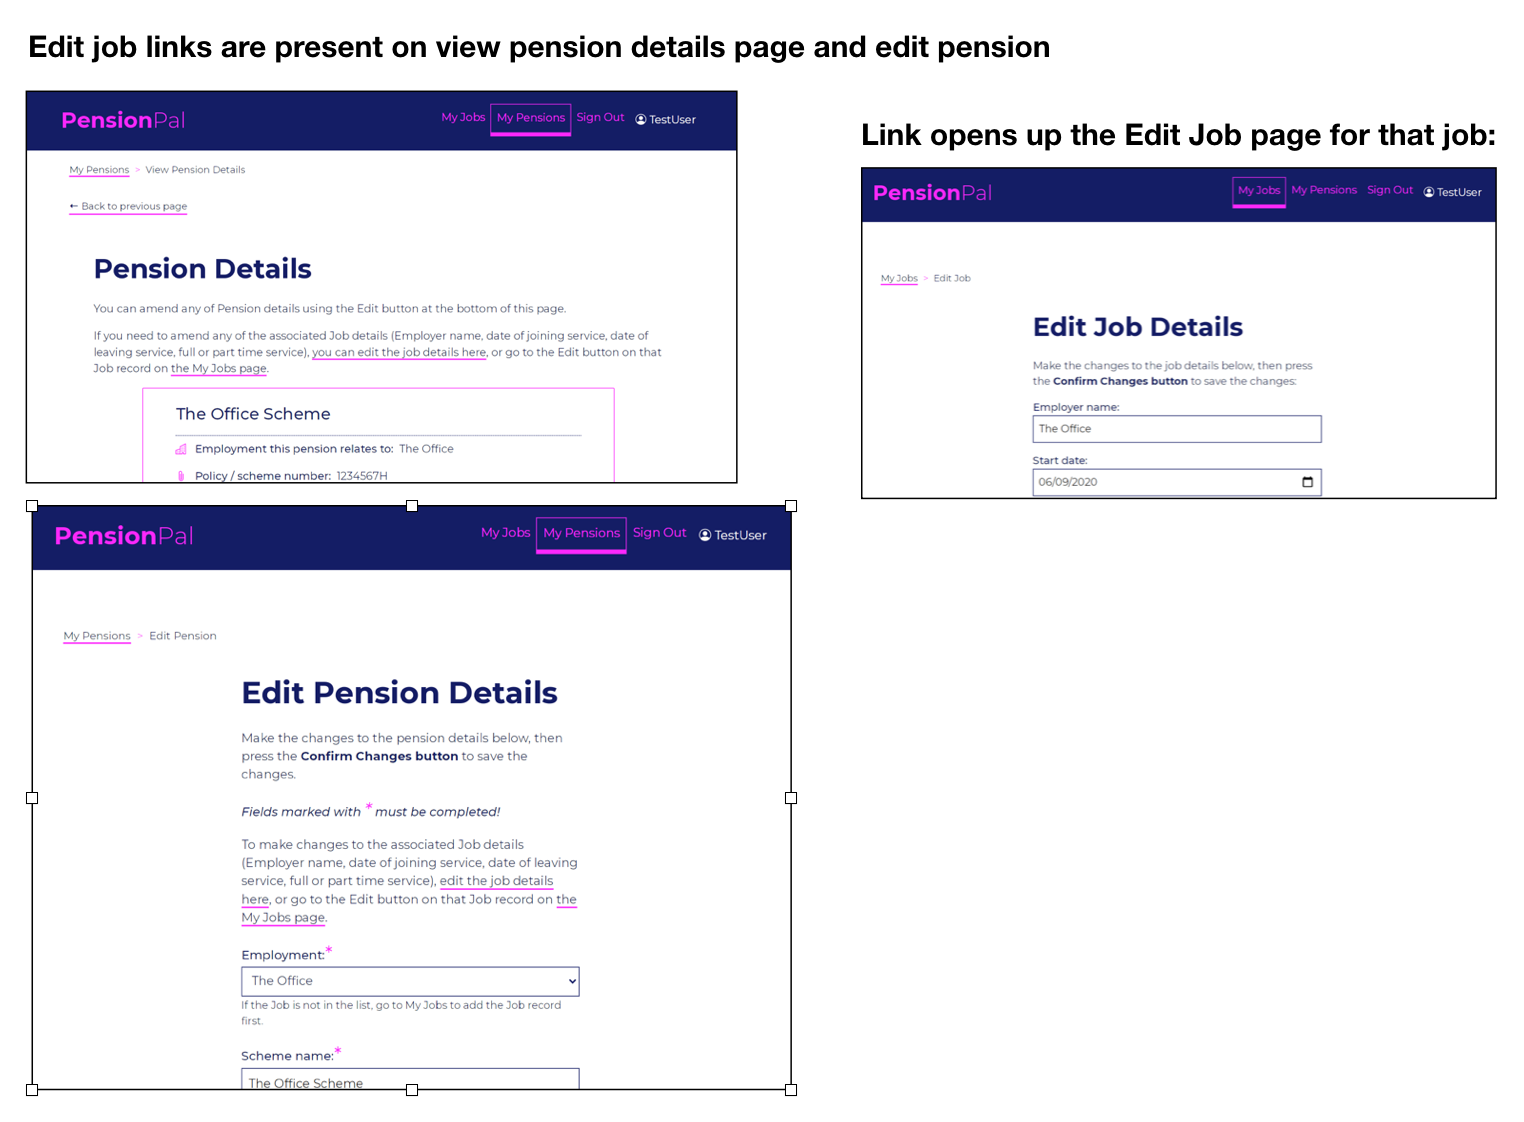 Edit job links are present on view pension details page and edit pension
PensionPal
My Jobs My Pensions Sign Out TestUser
My Pensions > View Pension Details
← Back to previous page
Pension Details
You can amend any of Pension details using the Edit button at the bottom of this page.
If you need to amend any of the associated Job details (Employer name, date of joining service, date of
leaving service, full or part time service), you can edit the job details here, or go to the Edit button on that
Job record on the My Jobs page.
The Office Scheme
Employment this pension relates to: The Office
Policy / scheme number: 1234567H
Link opens up the Edit Job page for that job:
PensionPal
My Jobs My Pensions Sign Out TestUser
My Jobs > Edit Job
Edit Job Details
Make the changes to the job details below, then press
the Confirm Changes button to save the changes:
Employer name:
The Office
Start date:
06/09/2020
PensionPal
My Jobs My Pensions Sign Out TestUser
My Pensions > Edit Pension
Edit Pension Details
Make the changes to the pension details below, then
press the Confirm Changes button to save the
changes.
Fields marked with * must be completed!
To make changes to the associated Job details
(Employer name, date of joining service, date of leaving
service, full or part time service), edit the job details
here, or go to the Edit button on that Job record on the
My Jobs page.
Employment:*
The Office
If the Job is not in the list, go to My Jobs to add the Job record
first.
Scheme name:*
The Office Scheme